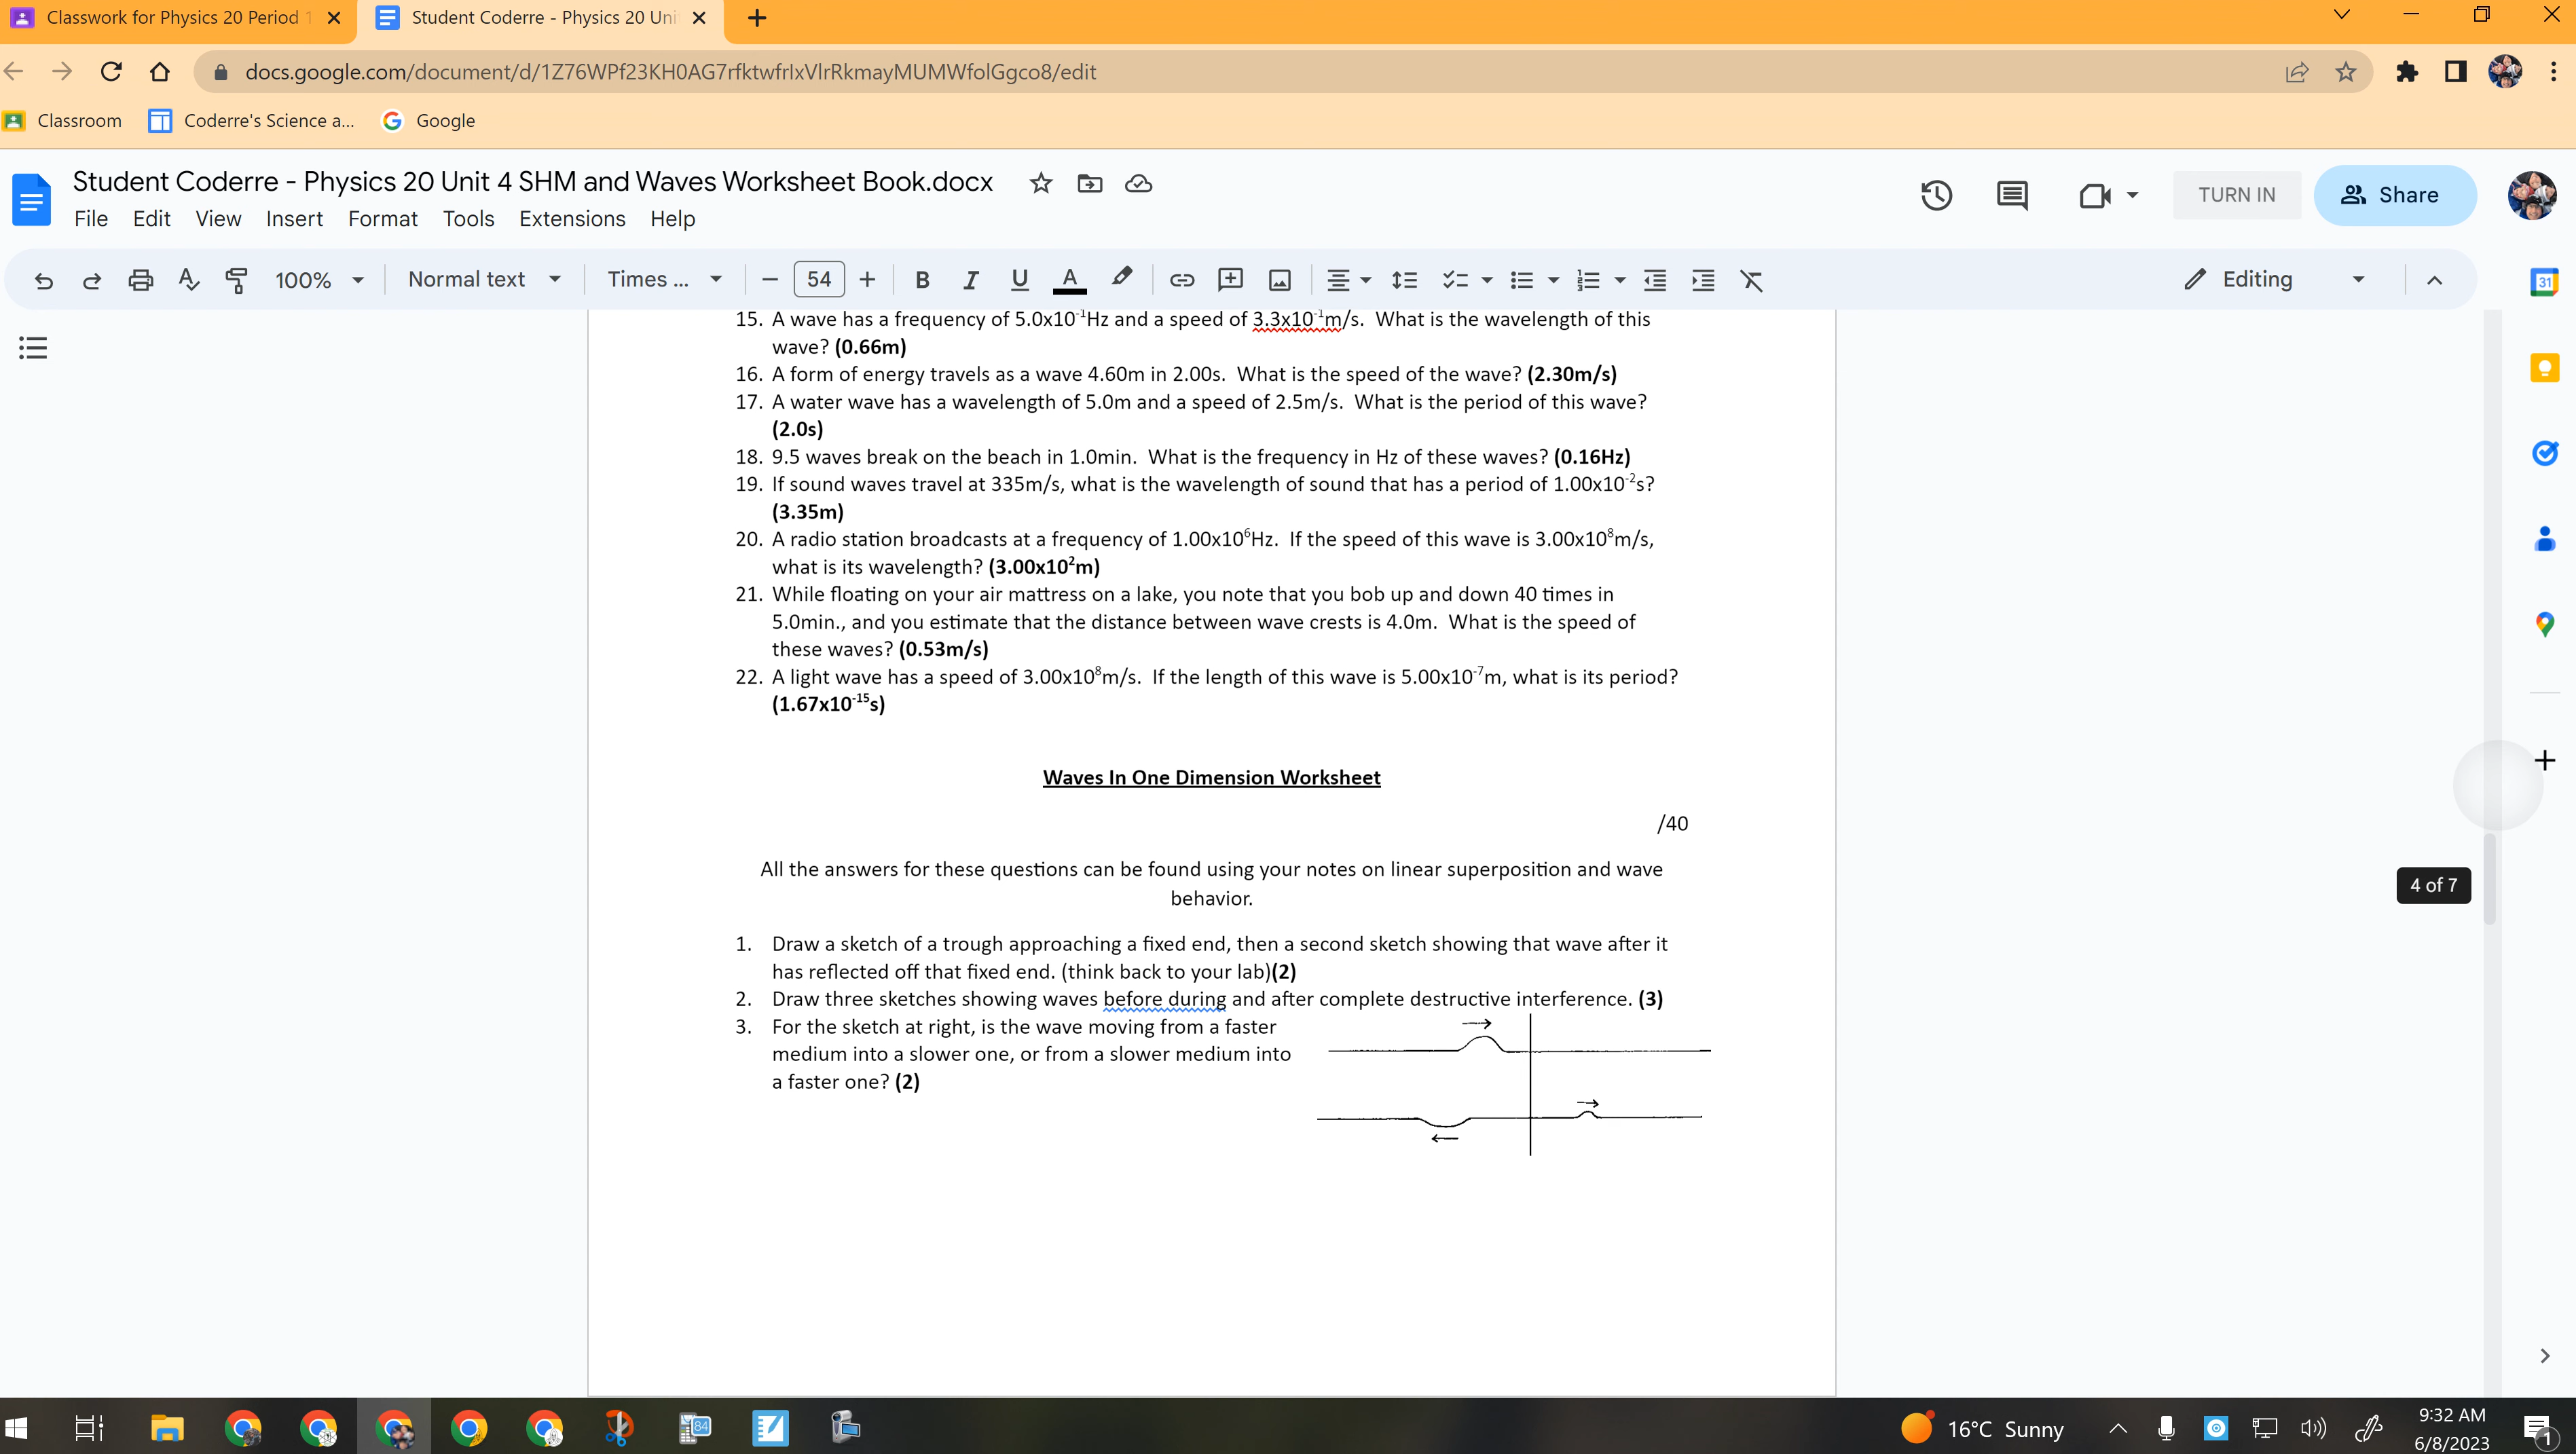 Classwork for Physics 20 Period 1
Student Coderre - Physics 20 Uni
docs.google.com/document/d/1Z76WPf23KH0AG7rfktwfrlxVlrRkmayMUMWfolGgco8/edit
Classroom
Coderre's Science a...
Google
Student Coderre - Physics 20 Unit 4 SHM and Waves Worksheet Book.docx
TURN IN
Share
File Edit View Insert Format Tools Extensions Help
100% Normal text Times ... 54 B I U A Editing
31
15. A wave has a frequency of 5.0x10⁻¹Hz and a speed of 3.3x10⁻¹m/s. What is the wavelength of this
wave? (0.66m)
16. A form of energy travels as a wave 4.60m in 2.00s. What is the speed of the wave? (2.30m/s)
17. A water wave has a wavelength of 5.0m and a speed of 2.5m/s. What is the period of this wave?
(2.0s)
18. 9.5 waves break on the beach in 1.0min. What is the frequency in Hz of these waves? (0.16Hz)
19. If sound waves travel at 335m/s, what is the wavelength of sound that has a period of 1.00x10⁻²s?
(3.35m)
20. A radio station broadcasts at a frequency of 1.00x10⁶Hz. If the speed of this wave is 3.00x10⁸m/s,
what is its wavelength? (3.00x10²m)
21. While floating on your air mattress on a lake, you note that you bob up and down 40 times in
5.0min., and you estimate that the distance between wave crests is 4.0m. What is the speed of
these waves? (0.53m/s)
22. A light wave has a speed of 3.00x10⁸m/s. If the length of this wave is 5.00x10⁻⁷m, what is its period?
(1.67x10⁻¹⁵s)
Waves In One Dimension Worksheet
/40
All the answers for these questions can be found using your notes on linear superposition and wave
behavior.
4 of 7
1. Draw a sketch of a trough approaching a fixed end, then a second sketch showing that wave after it
has reflected off that fixed end. (think back to your lab)(2)
2. Draw three sketches showing waves before during and after complete destructive interference. (3)
3. For the sketch at right, is the wave moving from a faster
medium into a slower one, or from a slower medium into
a faster one? (2)
84
16°C Sunny
9:32 AM
6/8/2023
1